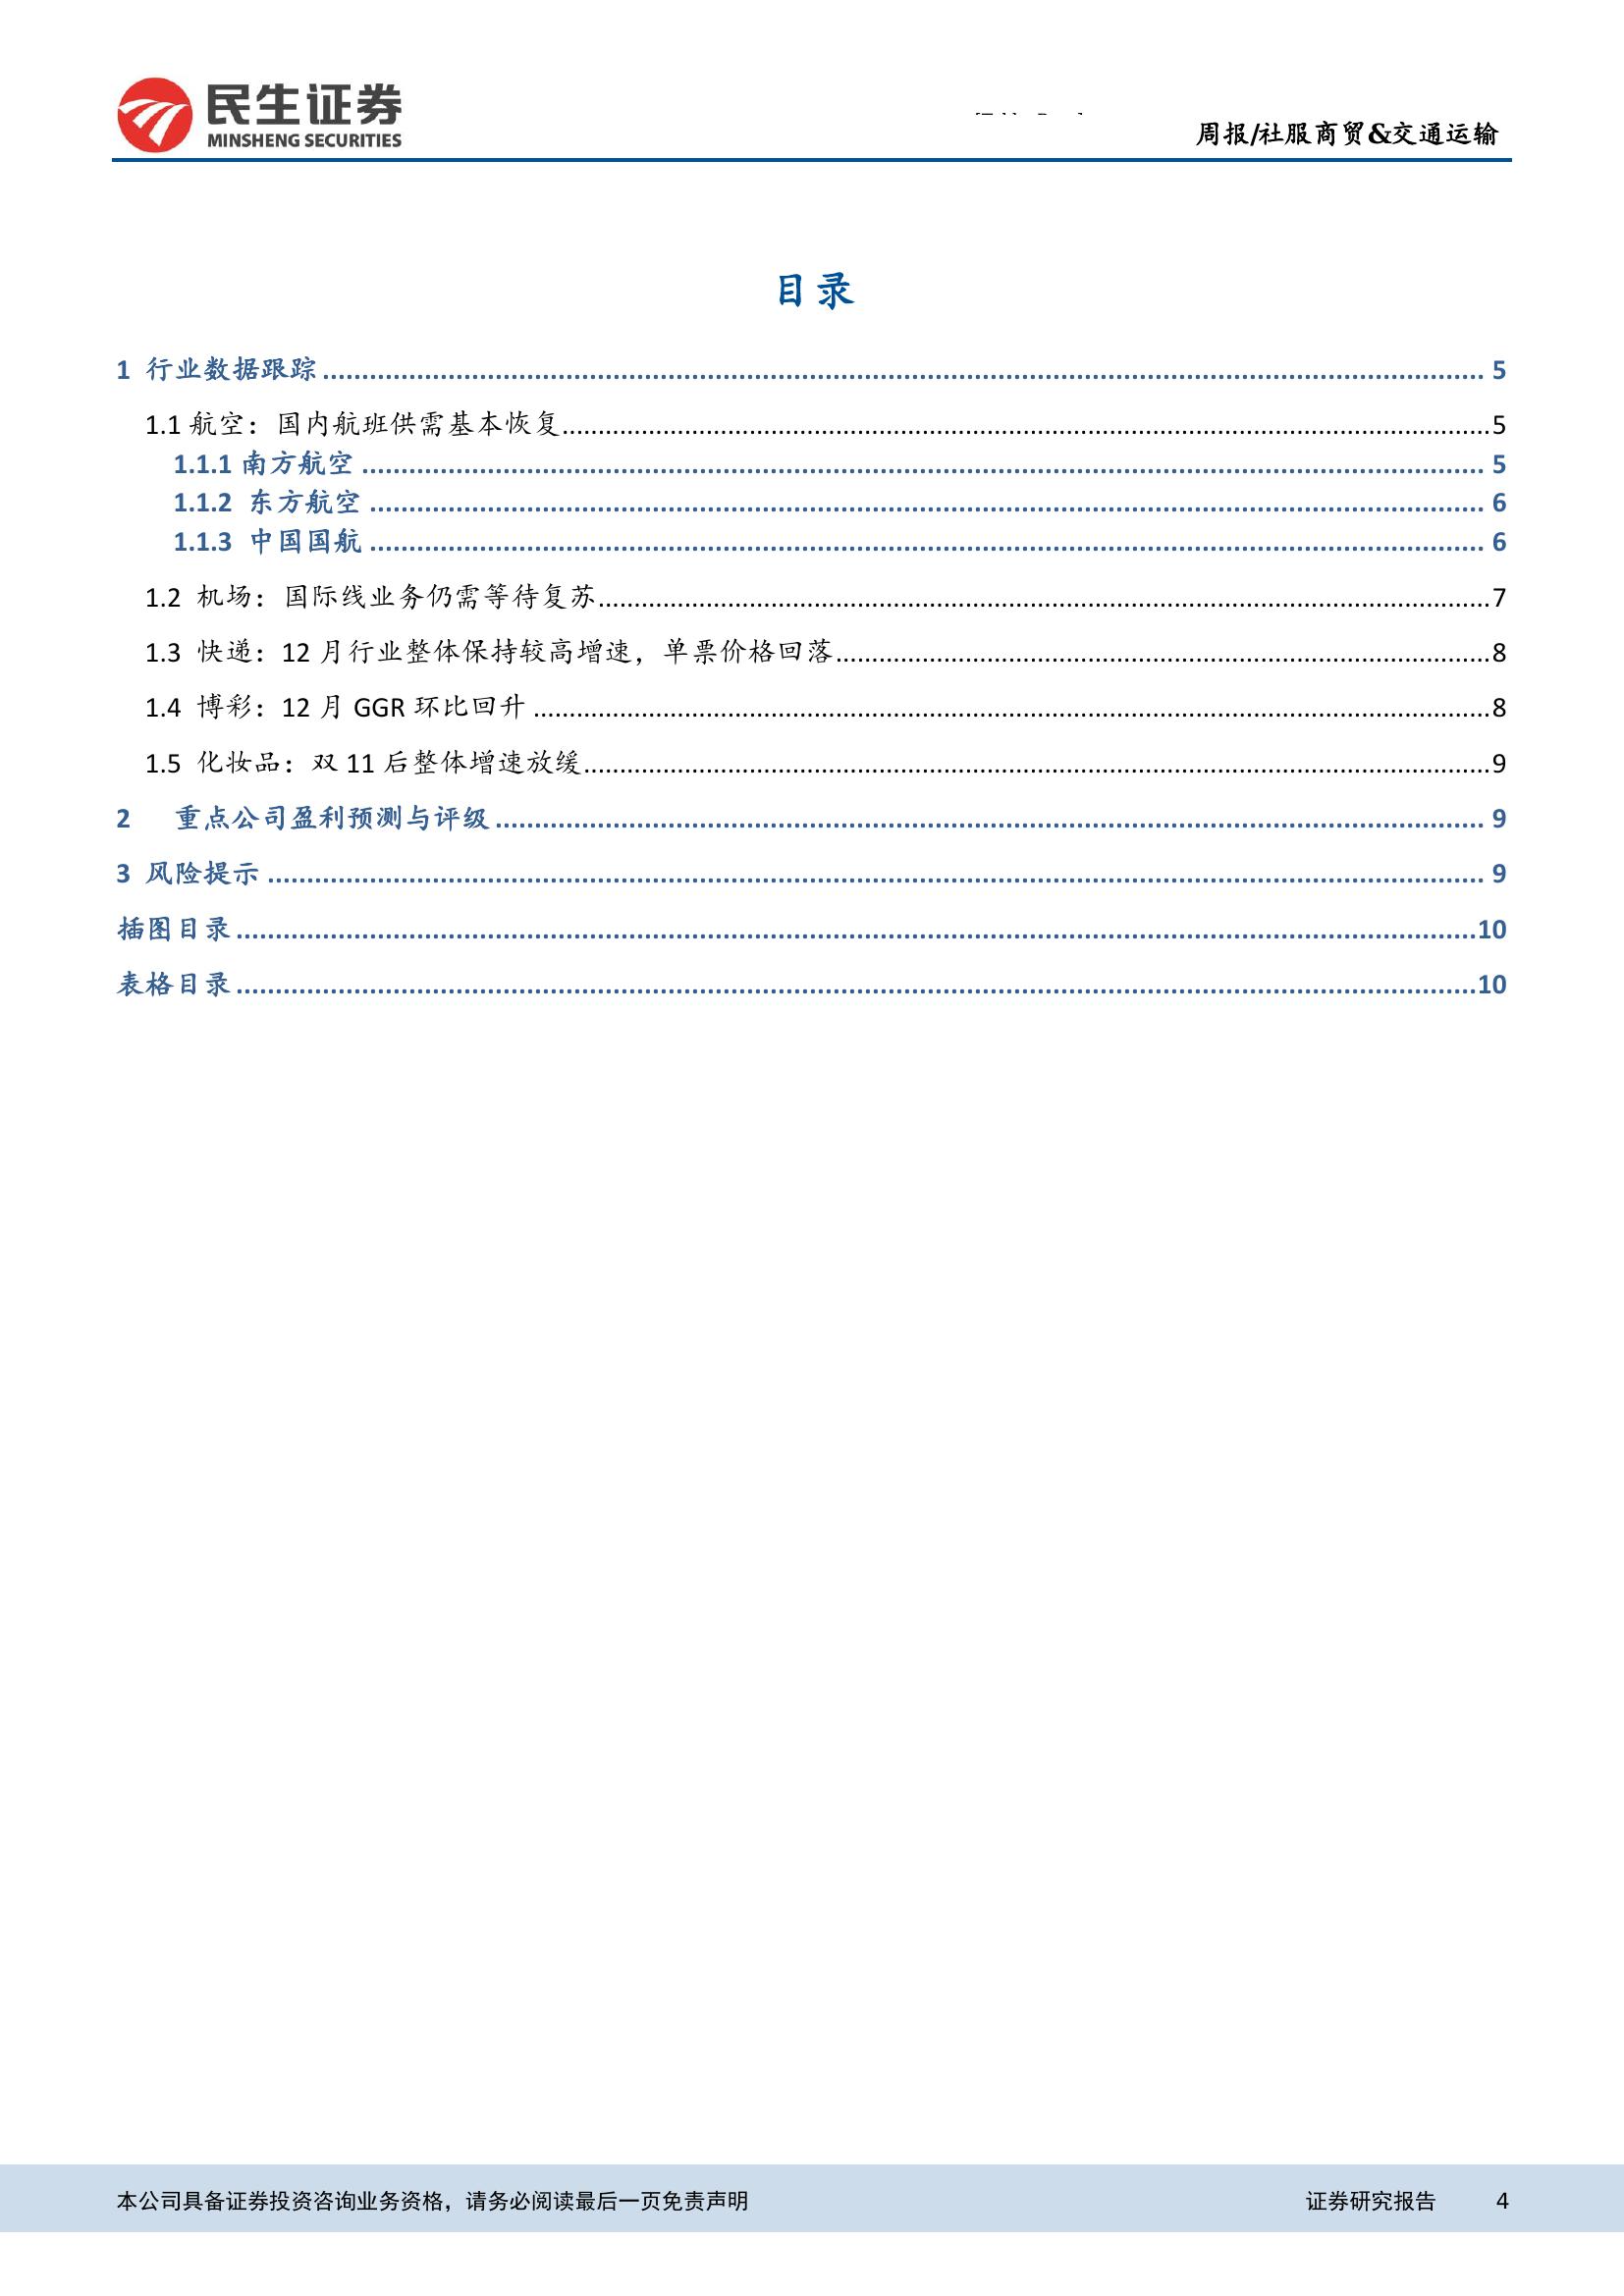 民生证券
MINSHENG SECURITIES
周报/社服商贸&交通运输
目录
1 行业数据跟踪 5
1.1 航空：国内航班供需基本恢复 5
1.1.1 南方航空 5
1.1.2 东方航空 6
1.1.3 中国国航 6
1.2 机场：国际线业务仍需等待复苏 7
1.3 快递：12 月行业整体保持较高增速，单票价格回落 8
1.4 博彩：12 月 GGR 环比回升 8
1.5 化妆品：双 11 后整体增速放缓 9
2 重点公司盈利预测与评级 9
3 风险提示 9
插图目录 10
表格目录 10
本公司具备证券投资咨询业务资格，请务必阅读最后一页免责声明 证券研究报告 4